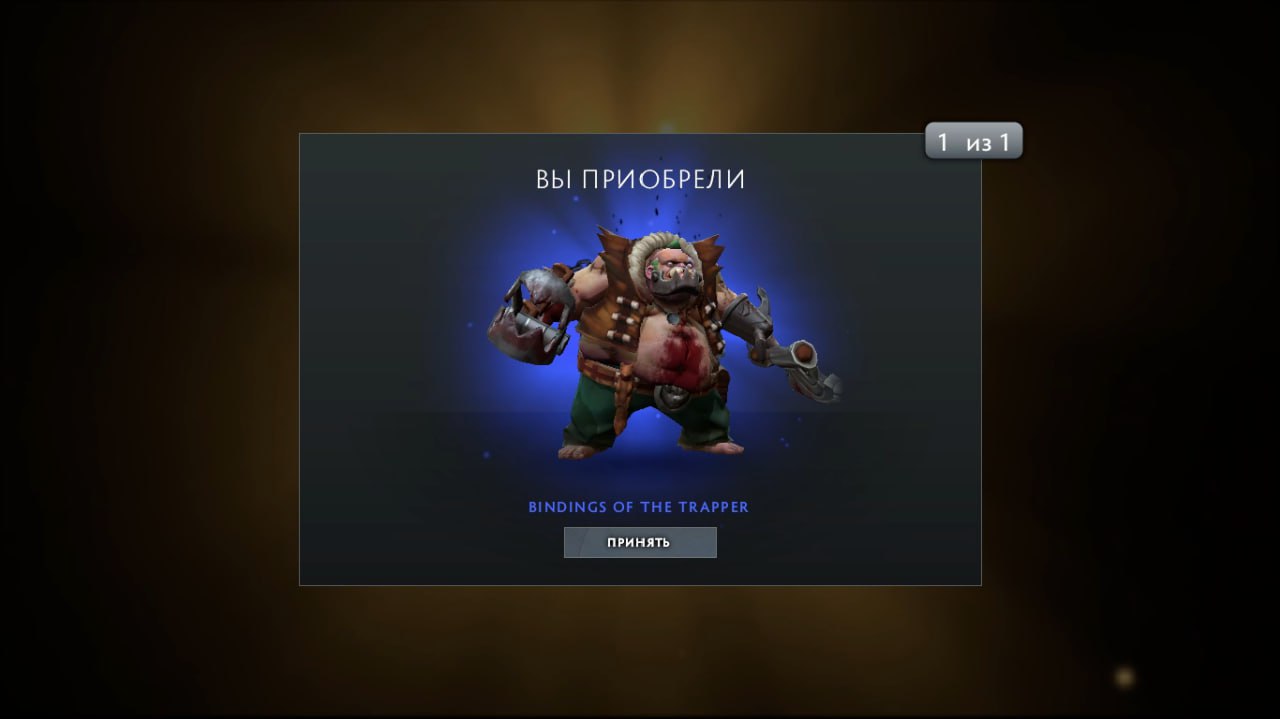 1 из 1
ВЫ ПРИОБРЕЛИ
BINDINGS OF THE TRAPPER
ПРИНЯТЬ